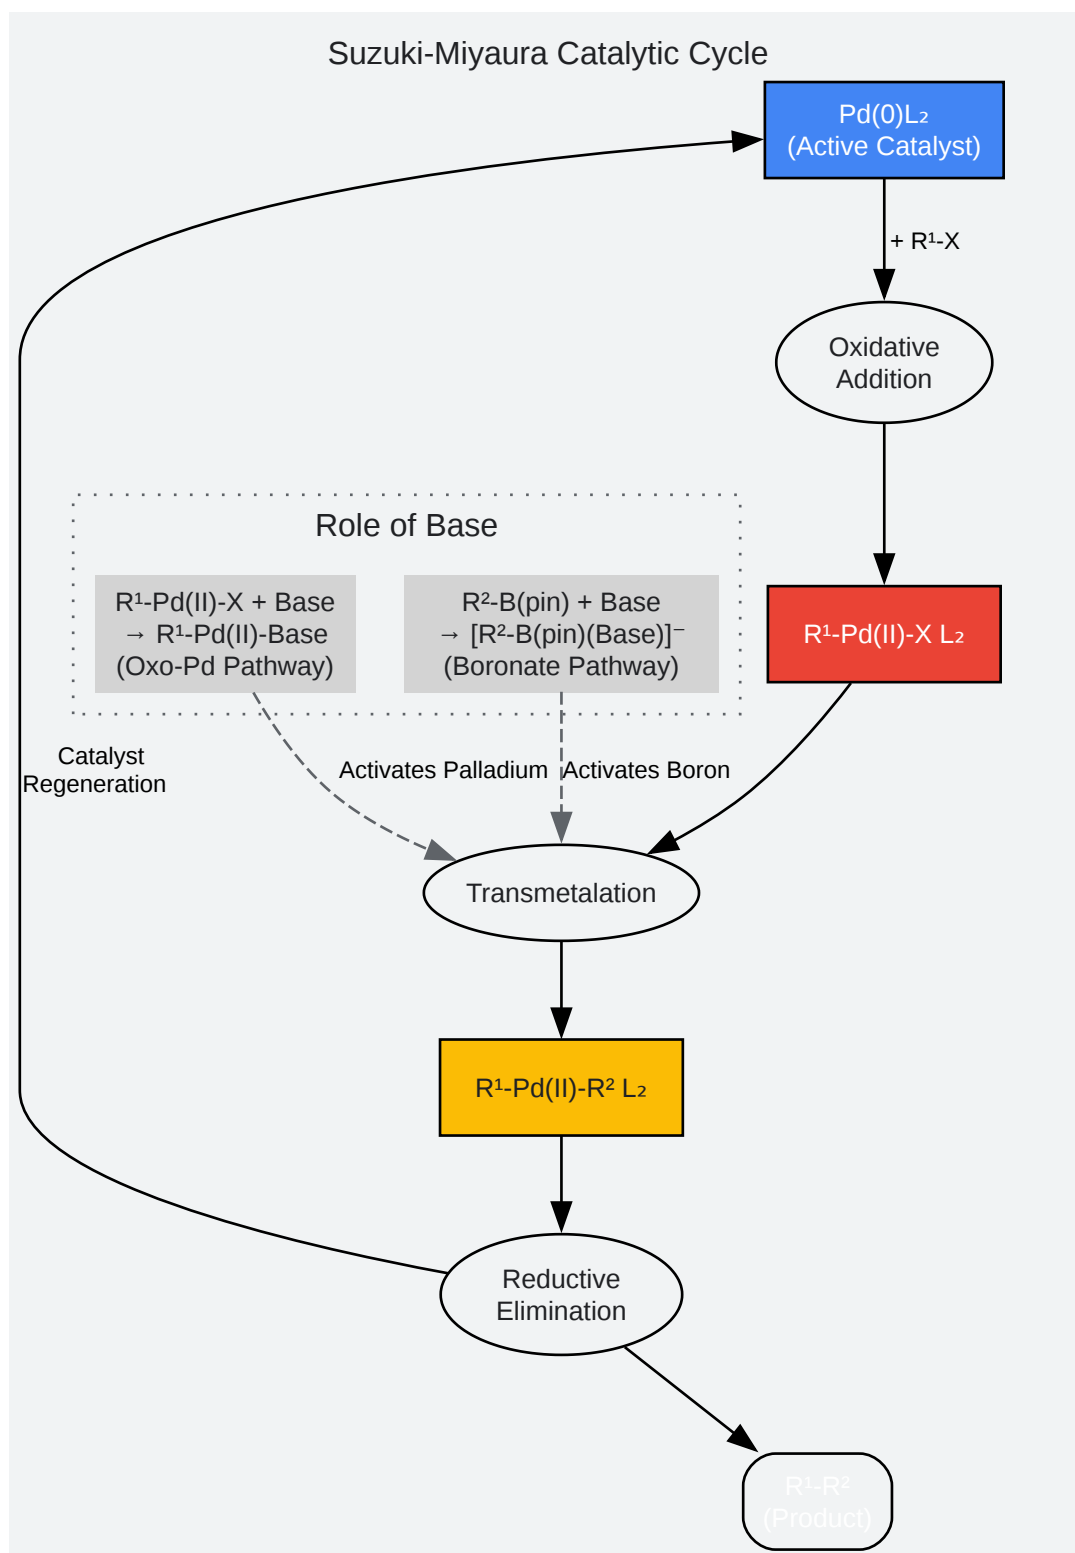 Suzuki-Miyaura Catalytic Cycle
Pd(0)L₂
(Active Catalyst)
+ R¹-X
Oxidative
Addition
Role of Base
R¹-Pd(II)-X + Base
→ R¹-Pd(II)-Base
(Oxo-Pd Pathway)
R²-B(pin) + Base
→ [R²-B(pin)(Base)]⁻
(Boronate Pathway)
R¹-Pd(II)-X L₂
Catalyst
Regeneration
Activates Palladium
Activates Boron
Transmetalation
R¹-Pd(II)-R² L₂
Reductive
Elimination
R¹-R²
(Product)